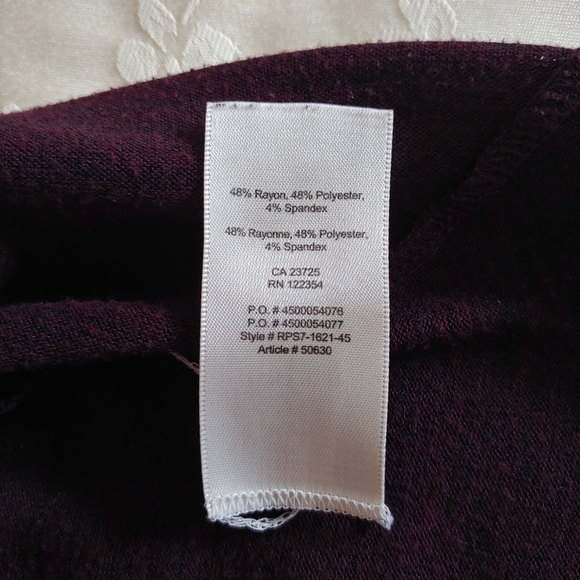 48% Rayon, 48% Polyester,
4% Spandex
48% Rayonne, 48% Polyester,
4% Spandex
CA 23725
RN 122354
P.O. # 4500054076
P.O. # 4500054077
Style # RPS7-1621-45
Article # 50630